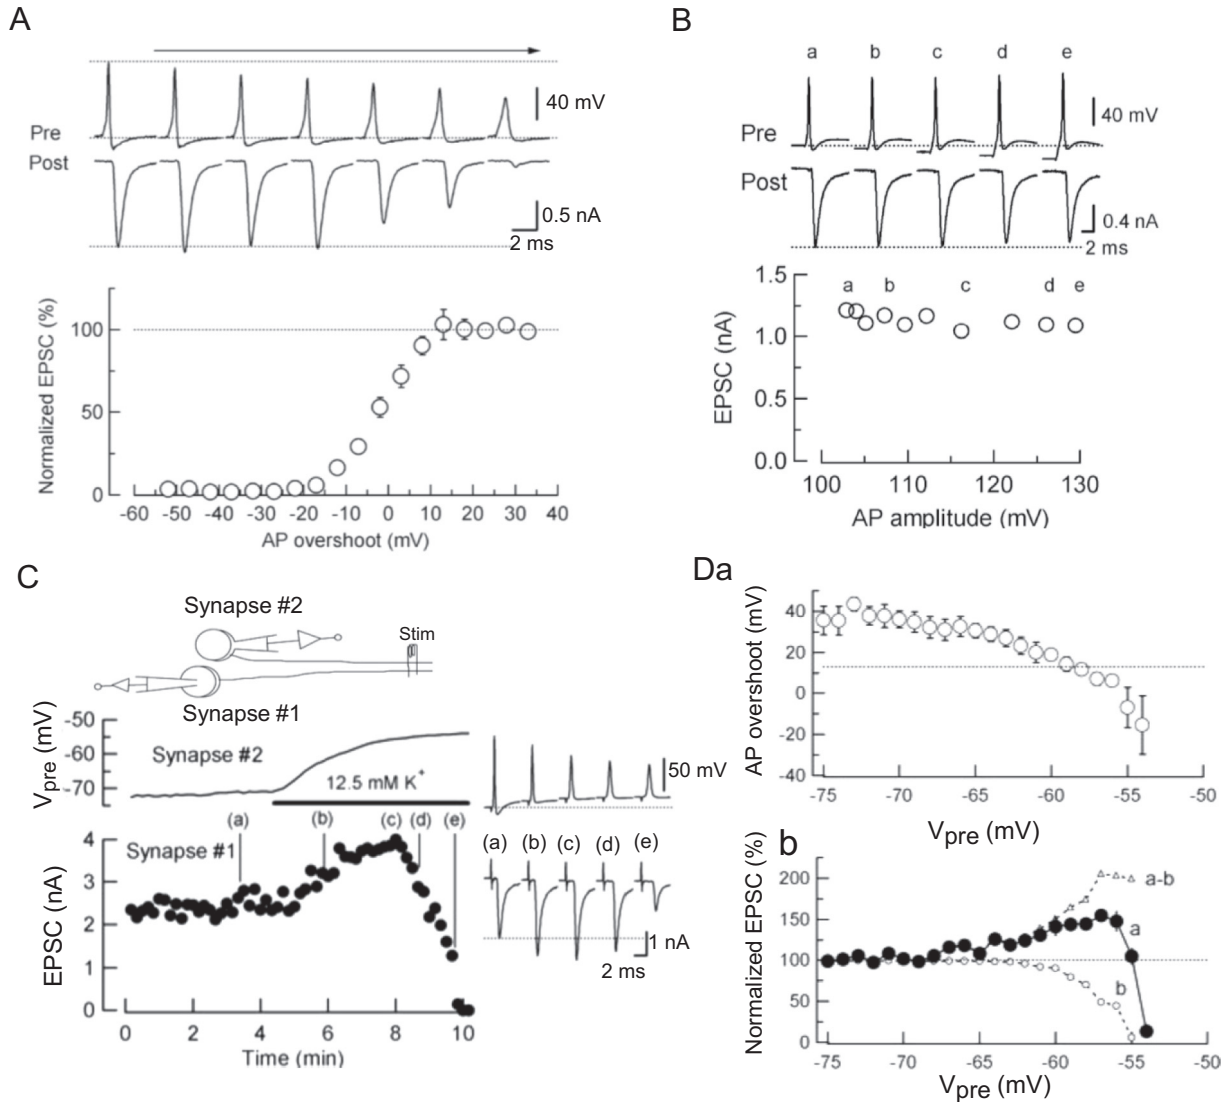 A
40 mV
Pre
Post
0.5 nA
2 ms
Normalized EPSC (%)
100
50
0
-60 -50 -40 -30 -20 -10 0 10 20 30 40
AP overshoot (mV)
B
a b c d e
40 mV
Pre
Post
0.4 nA
2 ms
EPSC (nA)
1.5
1.0
0.5
0.0
a b c d e
100 110 120 130
AP amplitude (mV)
C
Synapse #2
Stim
Synapse #1
Vpre (mV)
-50
-60
-70
Synapse #2
12.5 mM K+
50 mV
(a) (b) (c) (d) (e)
Synapse #1
EPSC (nA)
4
3
2
1
0
0 2 4 6 8 10
Time (min)
(a) (b) (c) (d) (e)
1 nA
2 ms
Da
AP overshoot (mV)
40
20
0
-20
-40
-75 -70 -65 -60 -55 -50
Vpre (mV)
b
Normalized EPSC (%)
200
150
100
50
0
a-b
a
b
-75 -70 -65 -60 -55 -50
Vpre (mV)